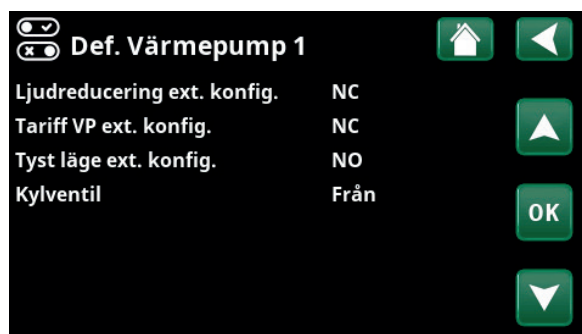 Def. Värmepump 1
Ljudreducering ext. konfig. NC
Tariff VP ext. konfig. NC
Tyst läge ext. konfig. NO
Kylventil Från
OK